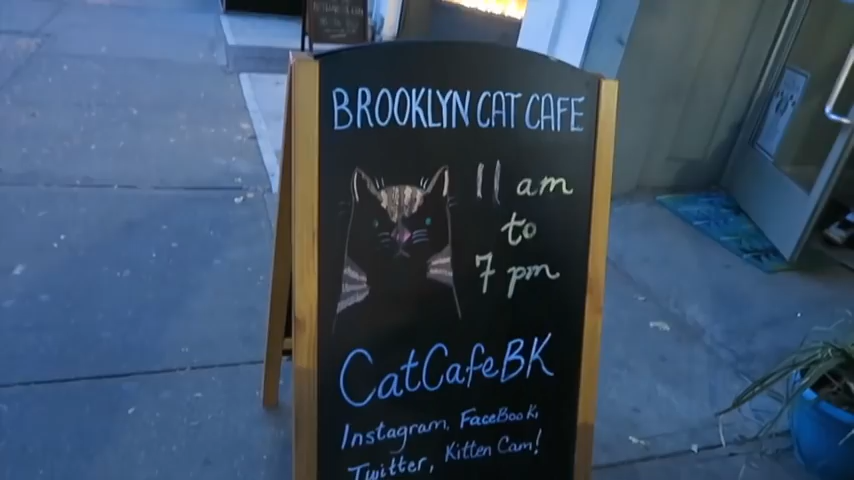 BROOKLYN CAT CAFE
11 am
to
7 pm
CatCafeBK
Instagram, FaceBook,
Twitter, Kitten Cam!